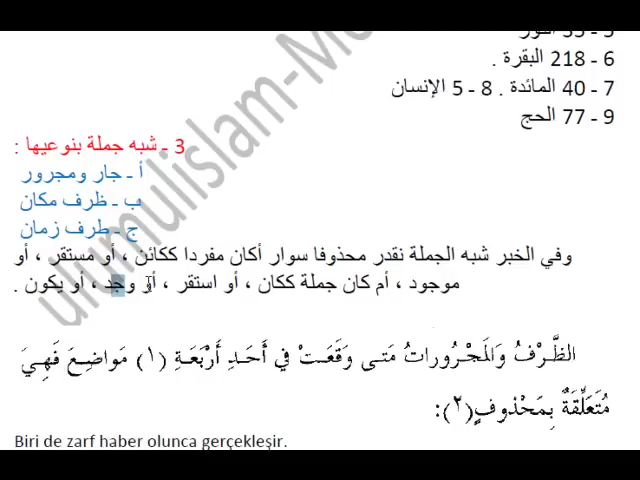 6 - 218 البقرة .
7 - 40 المائدة . 8 - 5 الإنسان
9 - 77 الحج
3 ـ شبه جملة بنوعيها :
أ ـ جار ومجرور
ب ـ ظرف مكان
ج ـ طرف زمان
وفي الخبر شبه الجملة نقدر محذوفا سوار أكان مفردا ككائن ، أو مستقر ، أو
موجود ، أم كان جملة ككان ، أو استقر ، أو وجد ، أو يكون .
الظَّرْفُ وَالمَجْرُوراتُ مَتى وَقَعَتْ في أَحَدِ أَرْبَعَةِ (١) مَواضِعَ فَهِيَ
مُتَعَلِّقَةٌ بِمَحْذُوفٍ(٢):
Biri de zarf haber olunca gerçekleşir.
ulumulislam-M